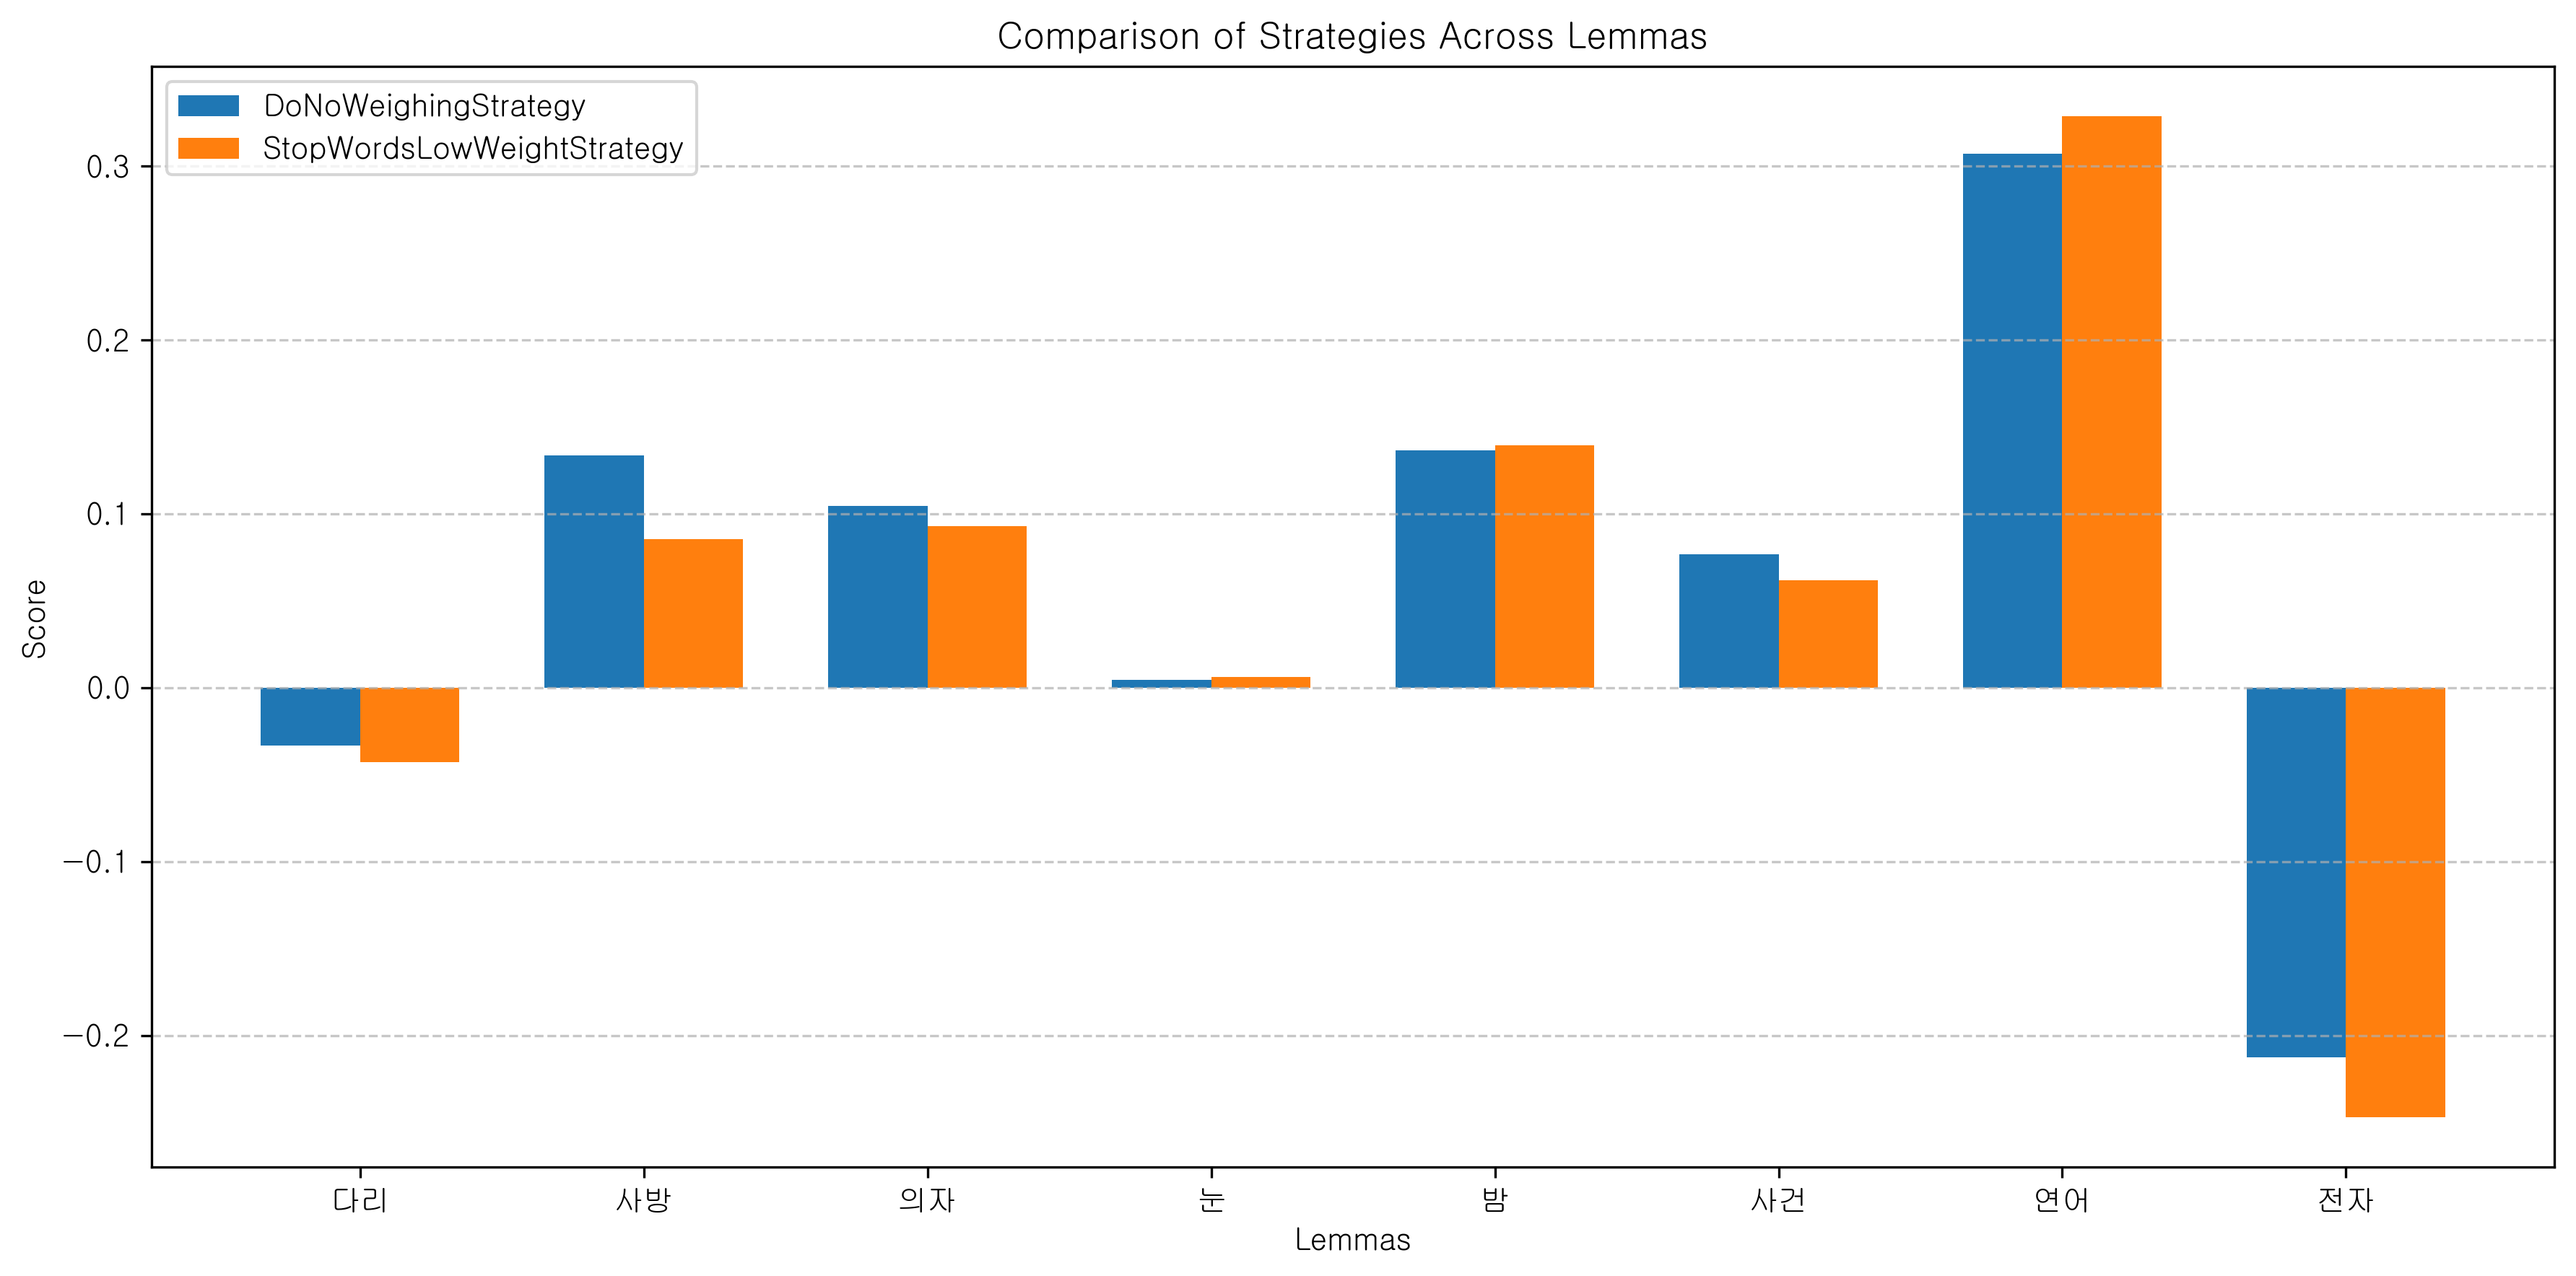 Comparison of Strategies Across Lemmas
DoNoWeighingStrategy
StopWordsLowWeightStrategy
Score
0.3
0.2
0.1
0.0
−0.1
−0.2
다리 사방 의자 눈 밤 사건 연어 전자
Lemmas